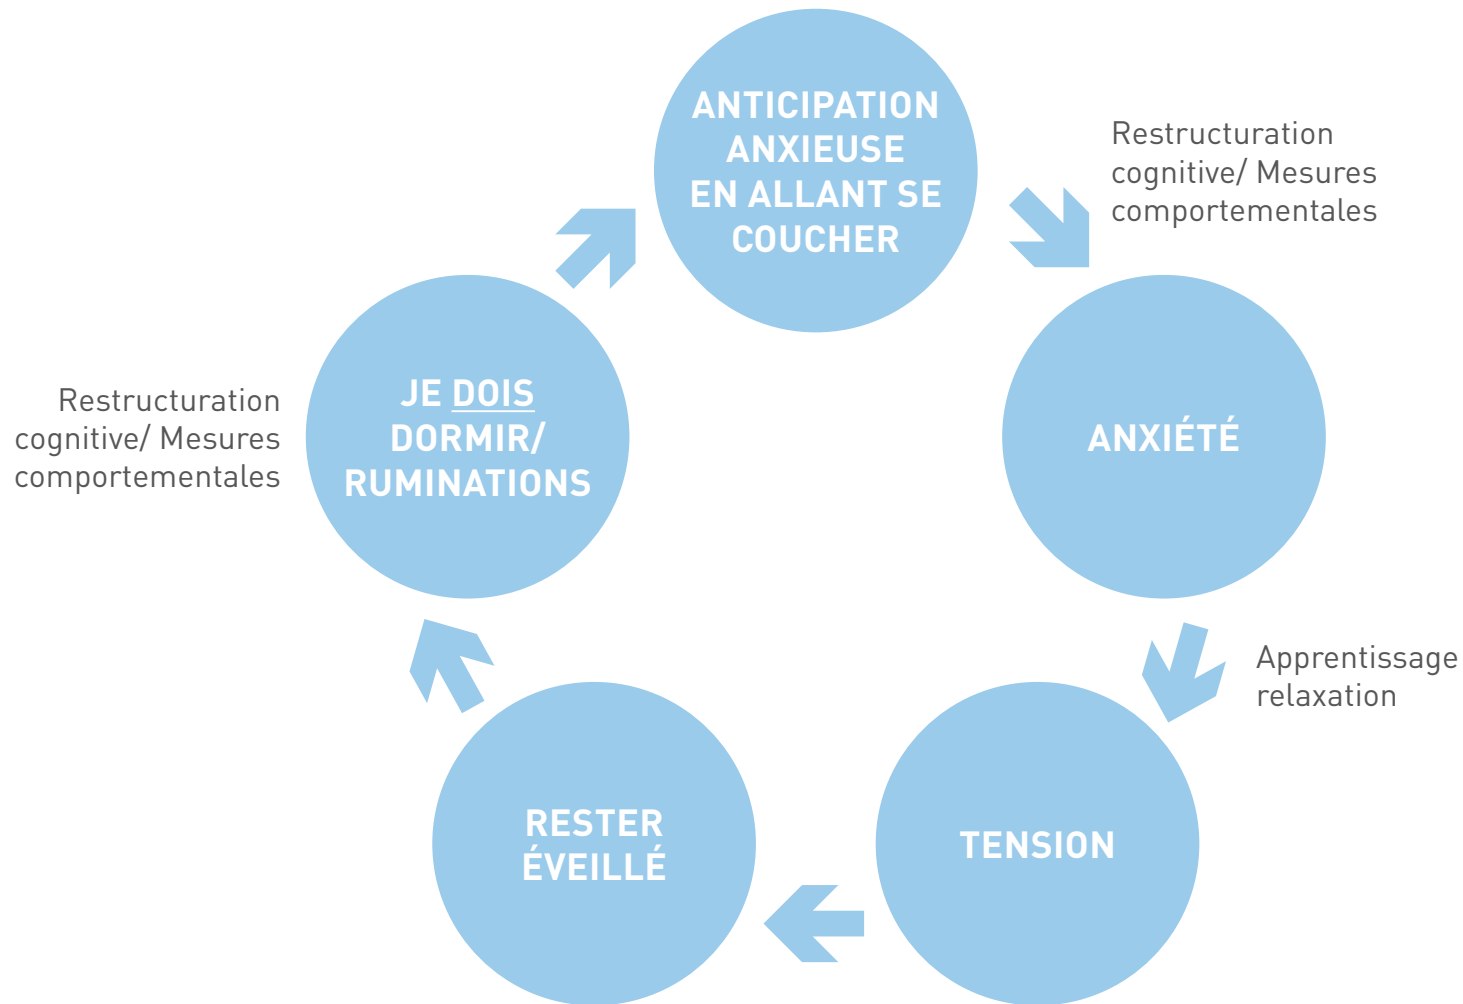 ANTICIPATION
ANXIEUSE
EN ALLANT SE
COUCHER
Restructuration
cognitive/ Mesures
comportementales
ANXIÉTÉ
Apprentissage
relaxation
TENSION
RESTER
ÉVEILLÉ
JE DOIS
DORMIR/
RUMINATIONS
Restructuration
cognitive/ Mesures
comportementales